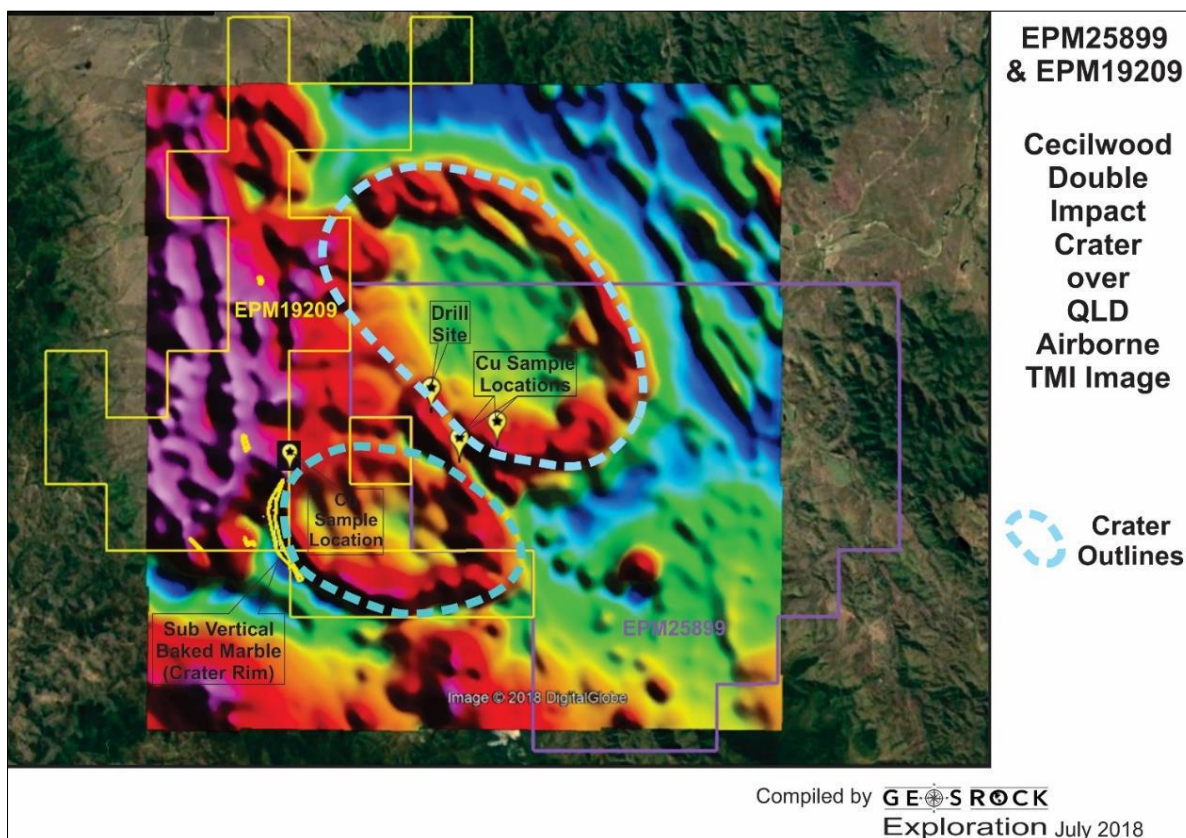 EPM25899
& EPM19209
Cecilwood
Double
Impact
Crater
over
QLD
Airborne
TMI Image
Crater
Outlines
EPM19209
Drill
Site
Cu Sample
Locations
Cu
Sample
Location
Sub Vertical
Baked Marble
(Crater Rim)
EPM25899
Image © 2018 DigitalGlobe
Compiled by GEOSROCK
Exploration July 2018